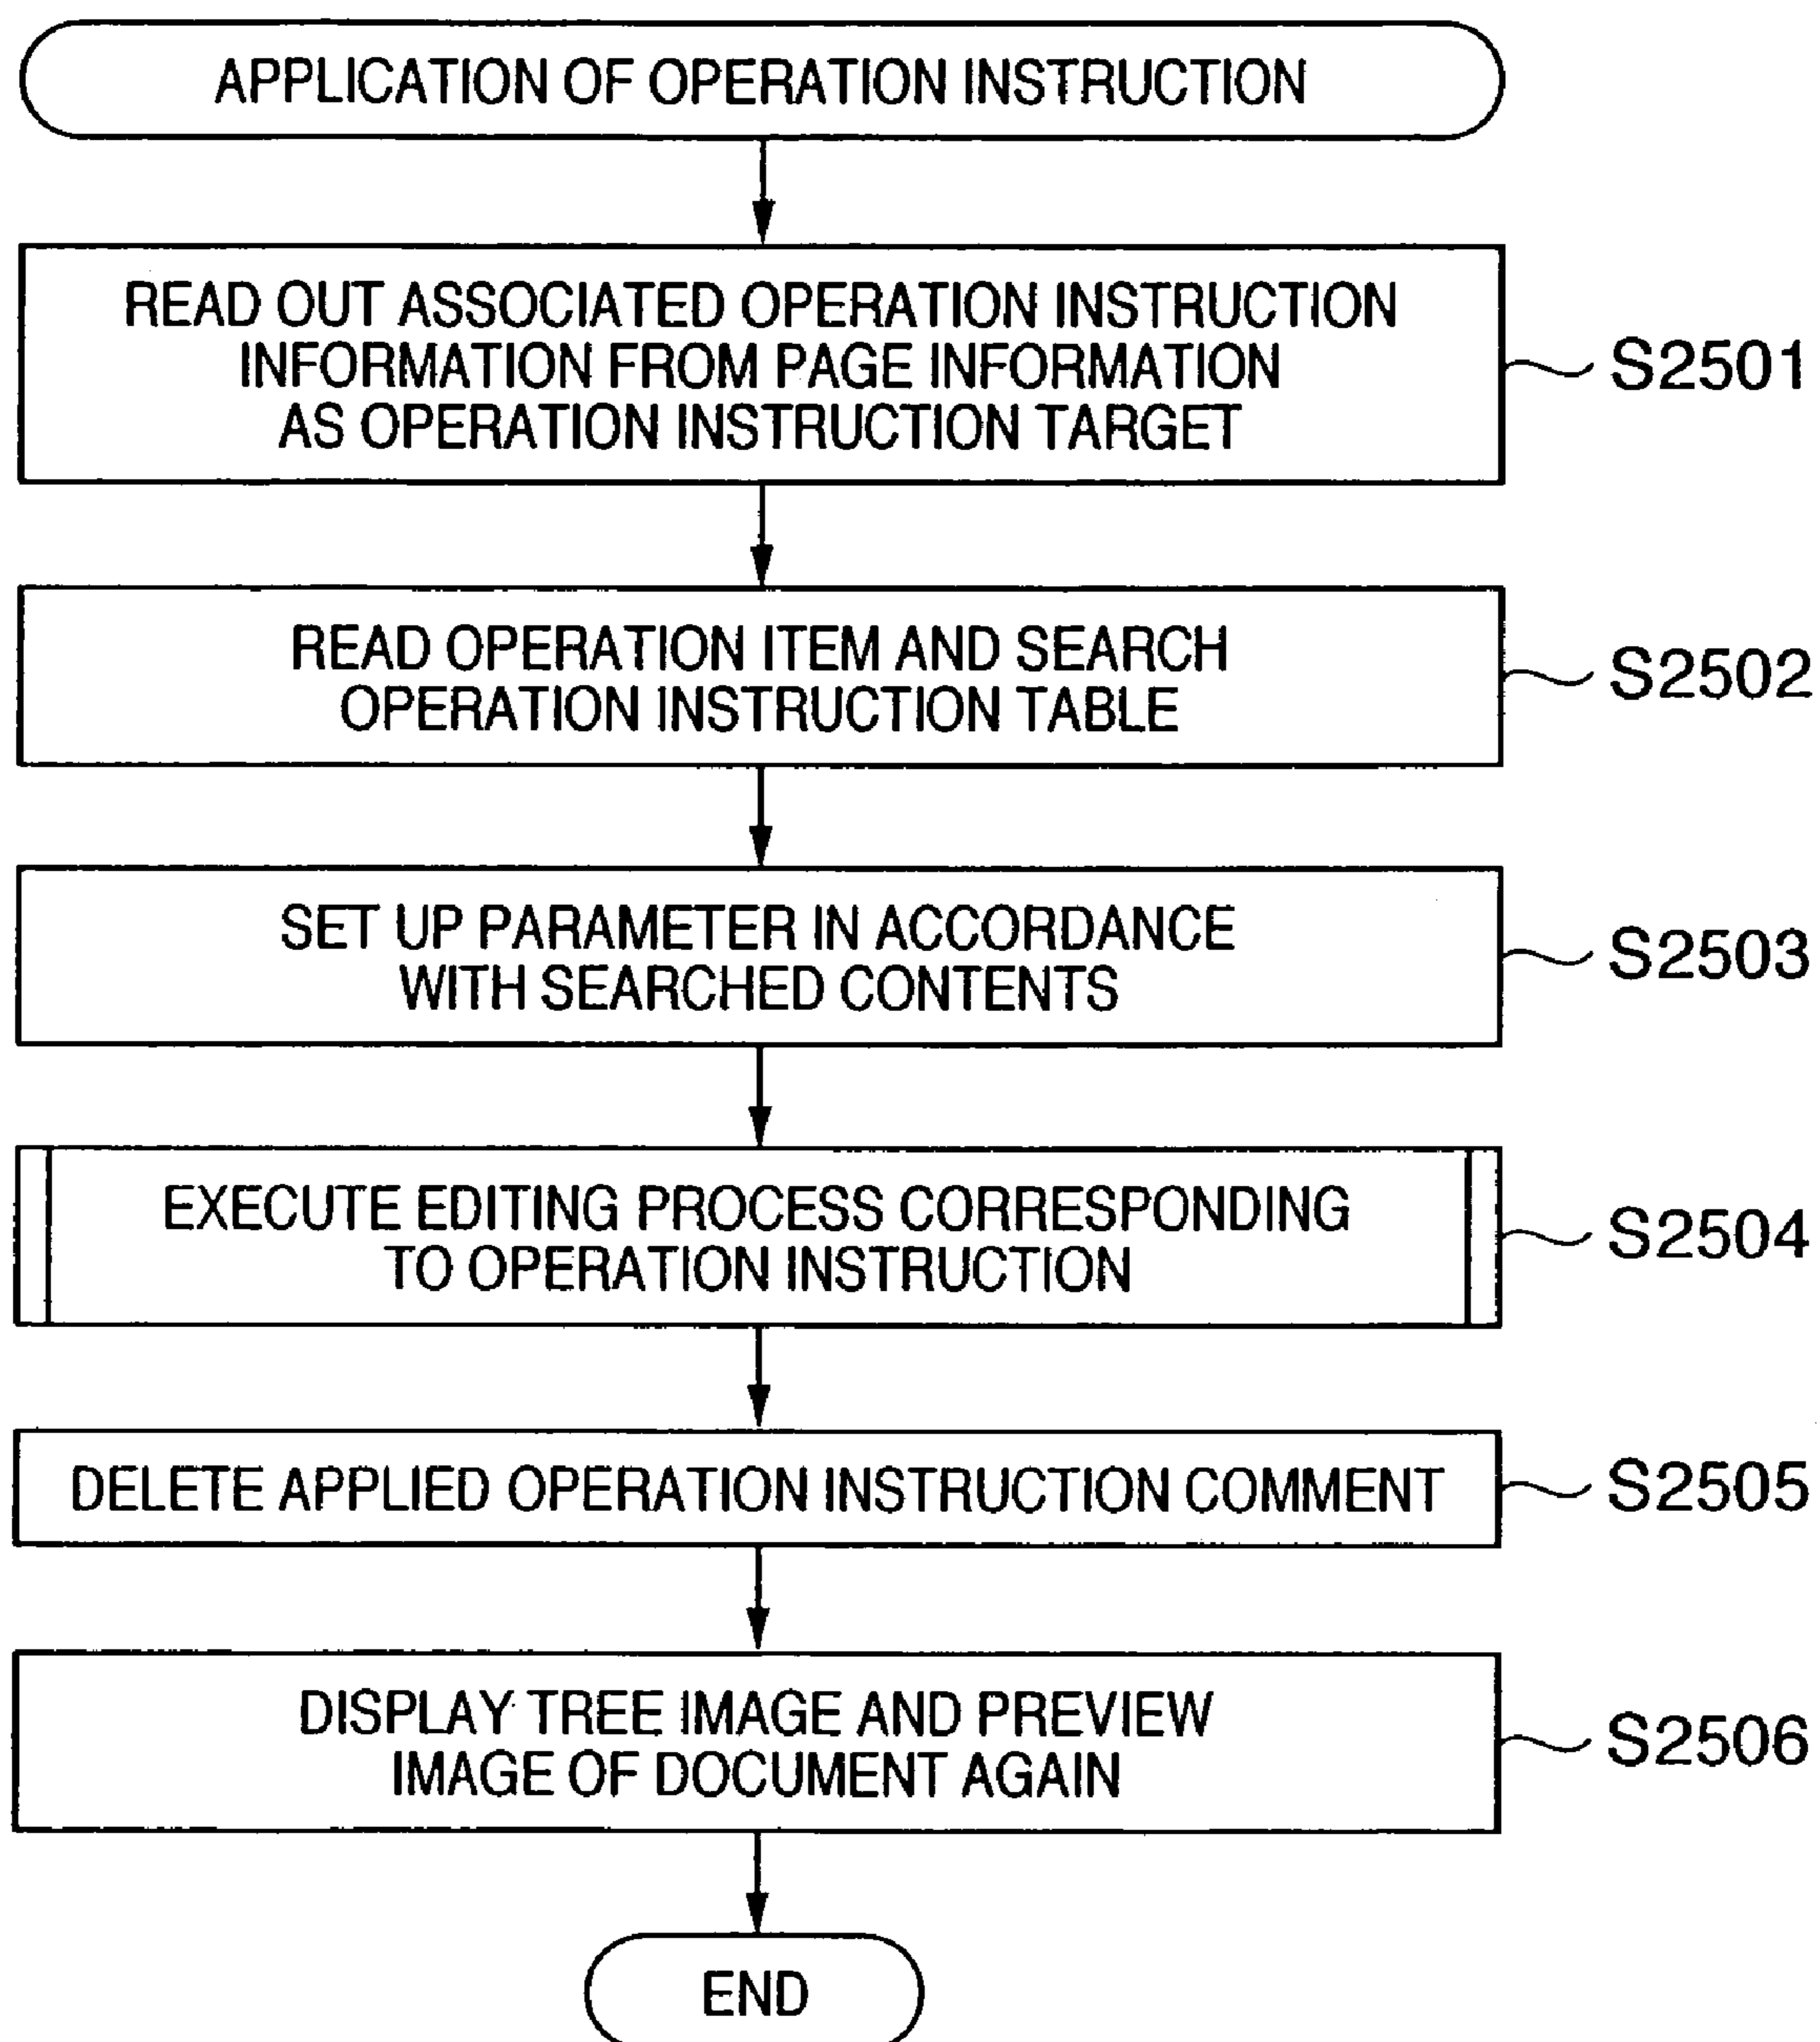 APPLICATION OF OPERATION INSTRUCTION
READ OUT ASSOCIATED OPERATION INSTRUCTION
INFORMATION FROM PAGE INFORMATION
AS OPERATION INSTRUCTION TARGET
S2501
READ OPERATION ITEM AND SEARCH
OPERATION INSTRUCTION TABLE
S2502
SET UP PARAMETER IN ACCORDANCE
WITH SEARCHED CONTENTS
S2503
EXECUTE EDITING PROCESS CORRESPONDING
TO OPERATION INSTRUCTION
S2504
DELETE APPLIED OPERATION INSTRUCTION COMMENT
S2505
DISPLAY TREE IMAGE AND PREVIEW
IMAGE OF DOCUMENT AGAIN
S2506
END